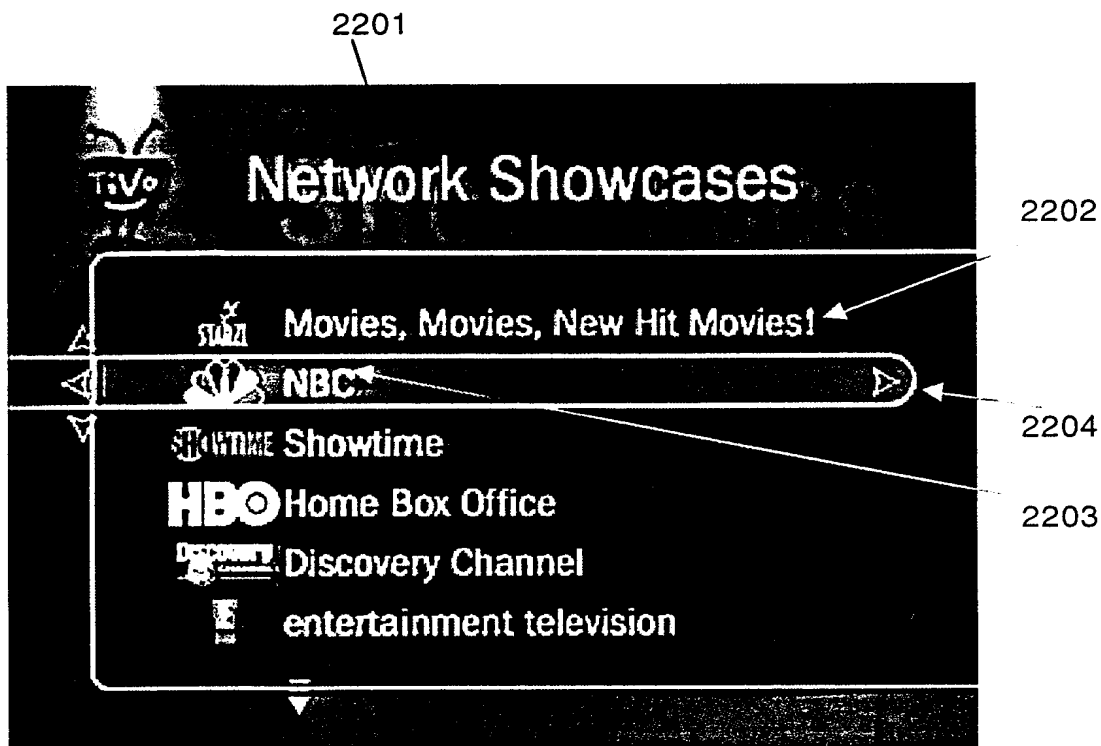 2201
TiVo
Network Showcases
2202
STARZ! Movies, Movies, New Hit Movies!
NBC
2204
SHOWTIME Showtime
HBO Home Box Office
2203
Discovery Discovery Channel
E entertainment television